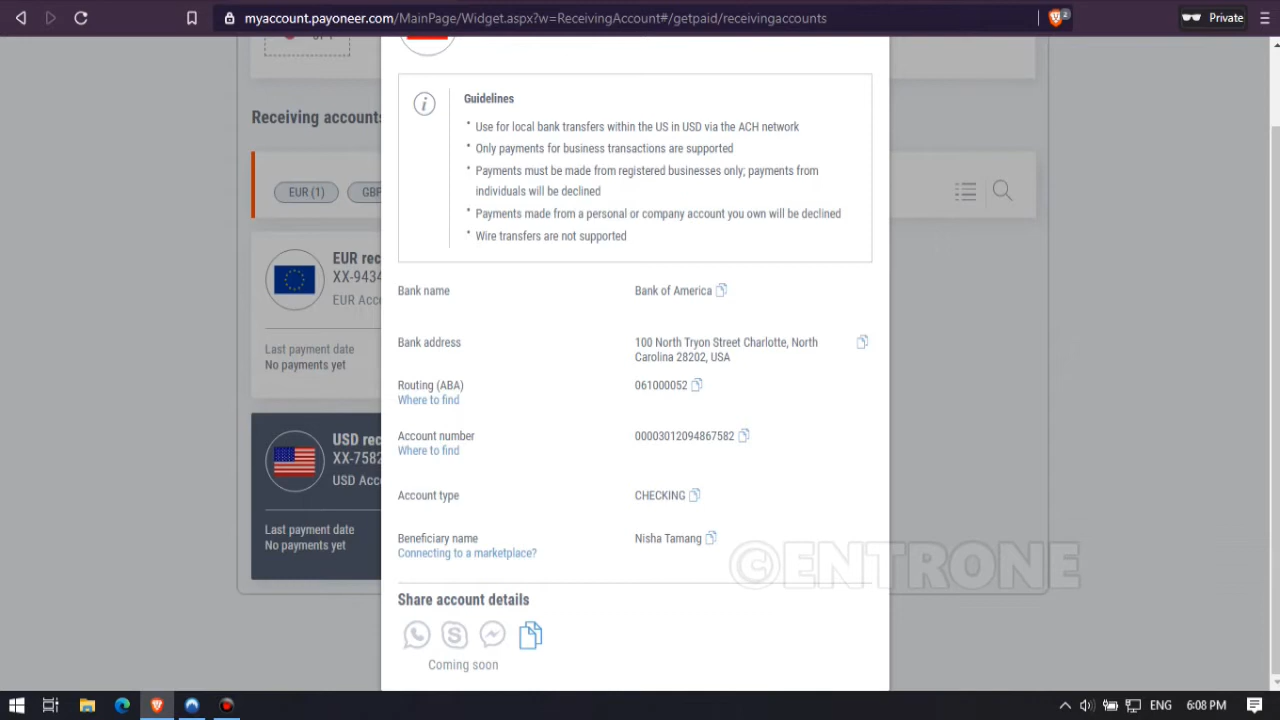 myaccount.payoneer.com/MainPage/Widget.aspx?w=ReceivingAccount#/getpaid/receivingaccounts
2
Private
Guidelines
Use for local bank transfers within the US in USD via the ACH network
Only payments for business transactions are supported
Payments must be made from registered businesses only; payments from
individuals will be declined
Payments made from a personal or company account you own will be declined
Wire transfers are not supported
Receiving accounts
EUR (1)
GBP
EUR rec
XX-9434
EUR Acco
Last payment date
No payments yet
USD rec
XX-7582
USD Acco
Last payment date
No payments yet
Bank name
Bank of America
Bank address
100 North Tryon Street Charlotte, North
Carolina 28202, USA
Routing (ABA)
061000052
Where to find
Account number
00003012094867582
Where to find
Account type
CHECKING
Beneficiary name
Nisha Tamang
Connecting to a marketplace?
©ENTRONE
Share account details
Coming soon
ENG
6:08 PM